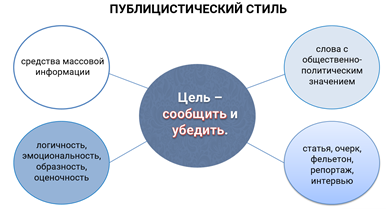 ПУБЛИЦИСТИЧЕСКИЙ СТИЛЬ
средства массовой
информации
слова с
общественно-
политическим
значением
Цель –
сообщить и
убедить.
логичность,
эмоциональность,
образность,
оценочность
статья, очерк,
фельетон,
репортаж,
интервью